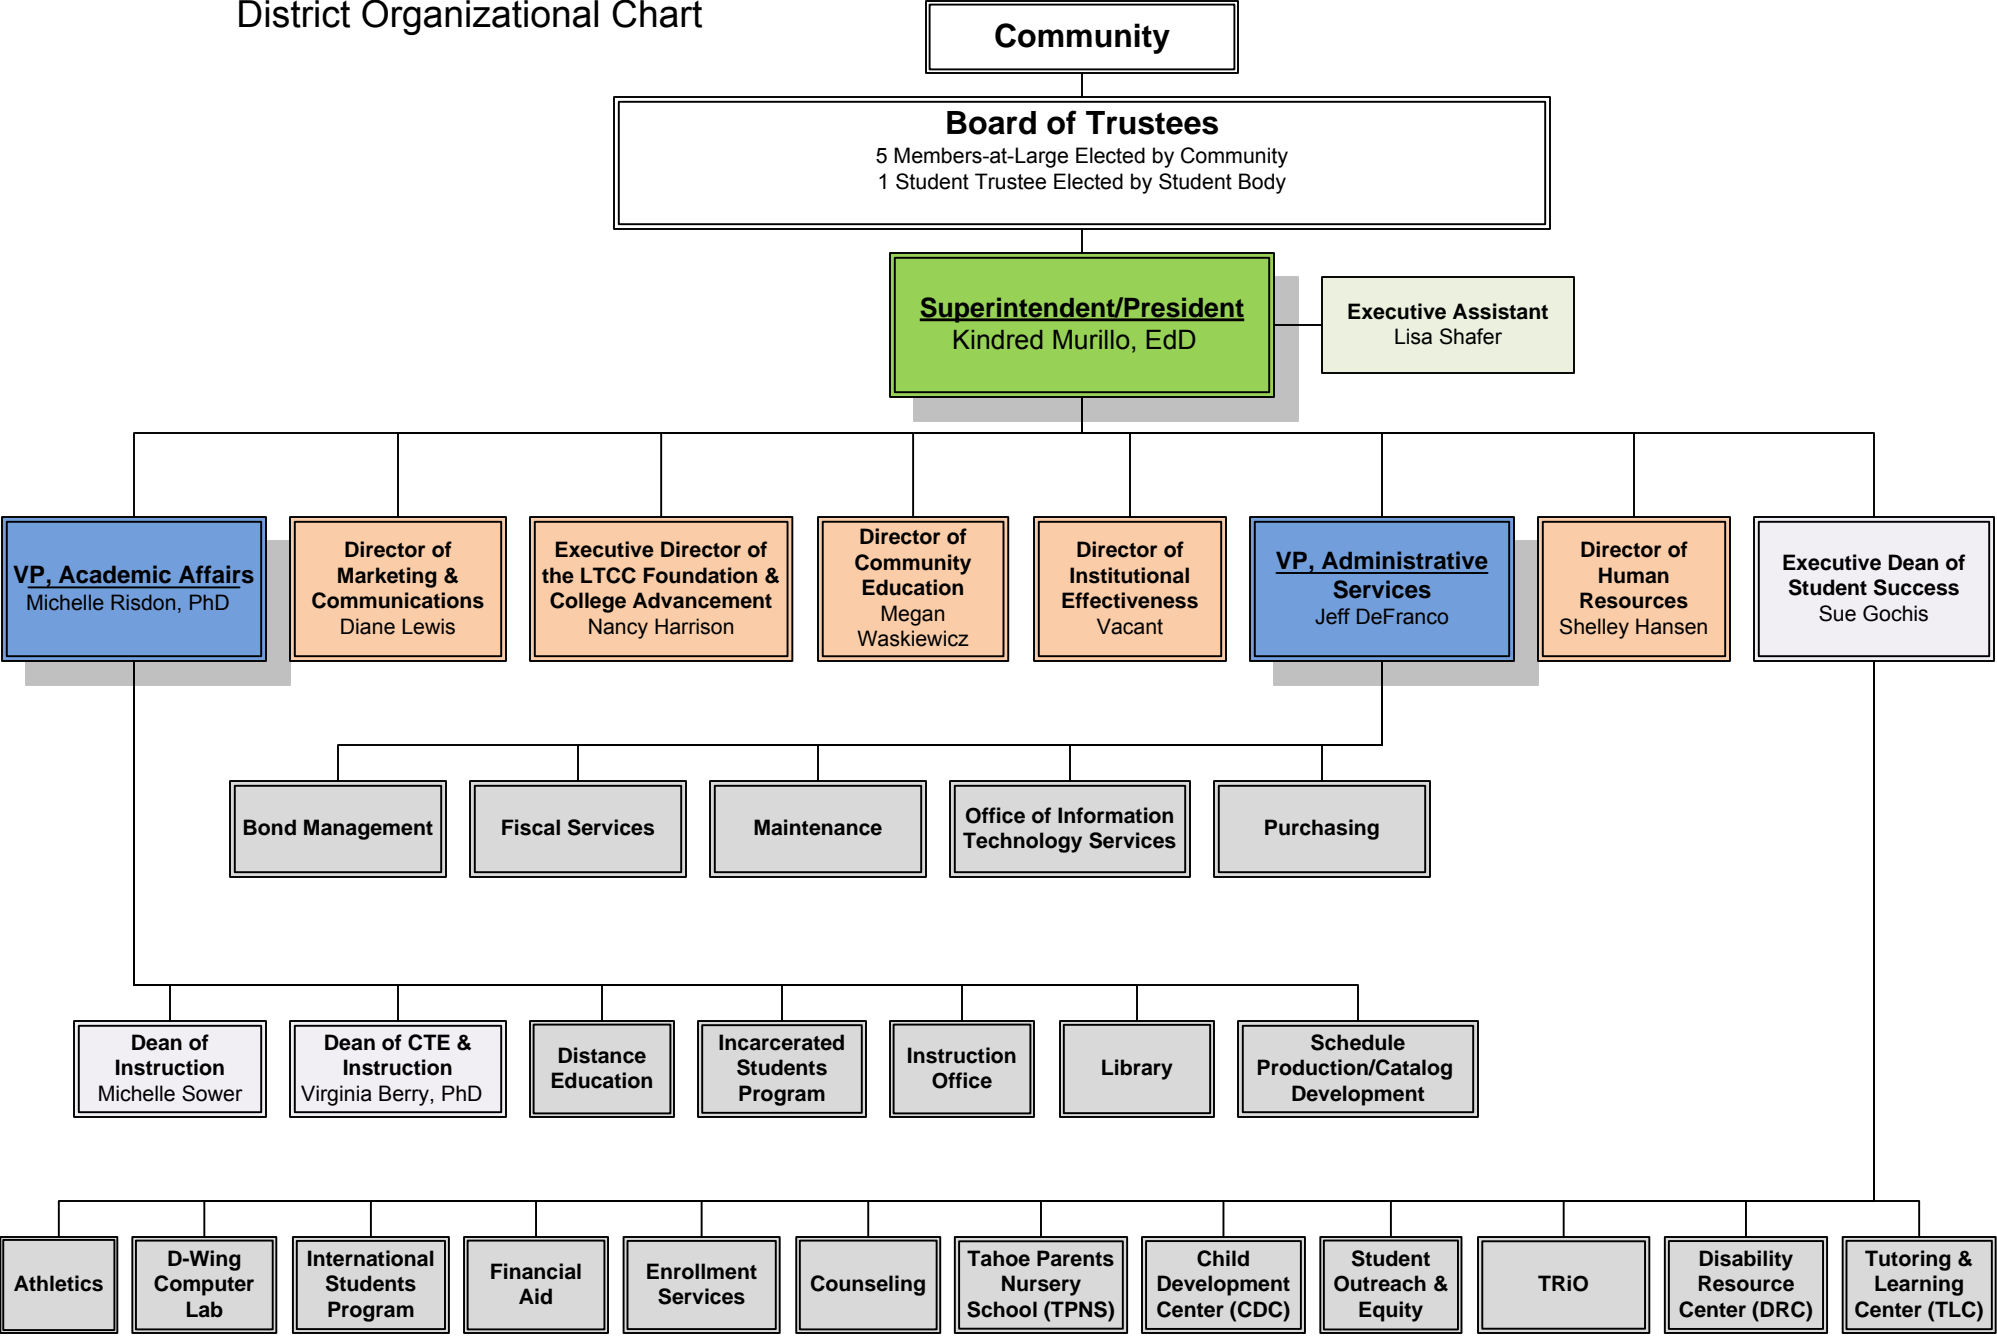 District Organizational Chart
Community
Board of Trustees
5 Members-at-Large Elected by Community
1 Student Trustee Elected by Student Body
Superintendent/President
Kindred Murillo, EdD
Executive Assistant
Lisa Shafer
VP, Academic Affairs
Michelle Risdon, PhD
Director of
Marketing &
Communications
Diane Lewis
Executive Director of
the LTCC Foundation &
College Advancement
Nancy Harrison
Director of
Community
Education
Megan
Waskiewicz
Director of
Institutional
Effectiveness
Vacant
VP, Administrative
Services
Jeff DeFranco
Director of
Human
Resources
Shelley Hansen
Executive Dean of
Student Success
Sue Gochis
Bond Management
Fiscal Services
Maintenance
Office of Information
Technology Services
Purchasing
Dean of
Instruction
Michelle Sower
Dean of CTE &
Instruction
Virginia Berry, PhD
Distance
Education
Incarcerated
Students
Program
Instruction
Office
Library
Schedule
Production/Catalog
Development
Athletics
D-Wing
Computer
Lab
International
Students
Program
Financial
Aid
Enrollment
Services
Counseling
Tahoe Parents
Nursery
School (TPNS)
Child
Development
Center (CDC)
Student
Outreach &
Equity
TRiO
Disability
Resource
Center (DRC)
Tutoring &
Learning
Center (TLC)